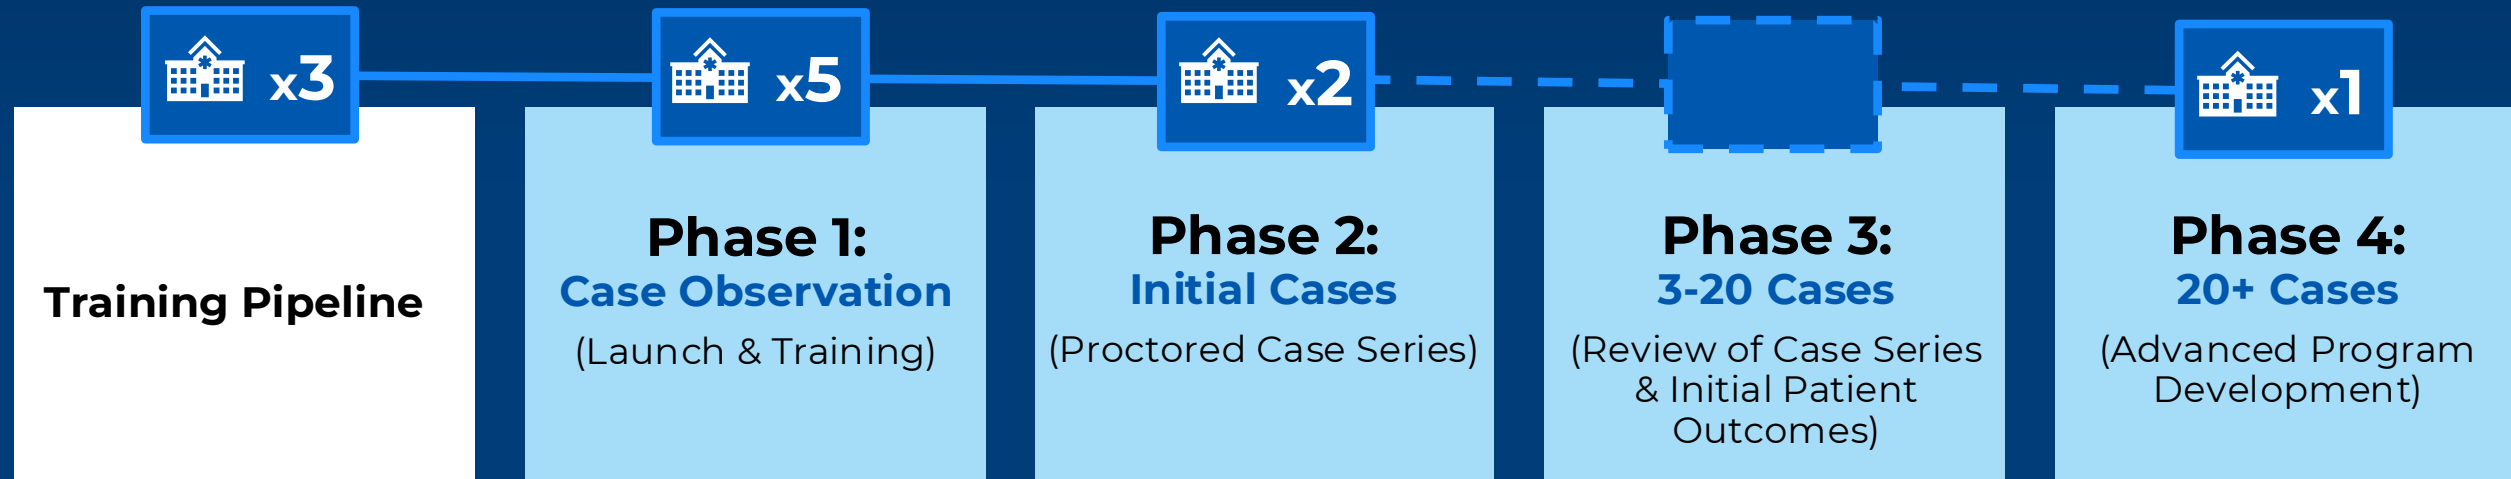 x3
Training Pipeline
x5
Phase 1:
Case Observation
(Launch & Training)
x2
Phase 2:
Initial Cases
(Proctored Case Series)
Phase 3:
3-20 Cases
(Review of Case Series
& Initial Patient
Outcomes)
x1
Phase 4:
20+ Cases
(Advanced Program
Development)